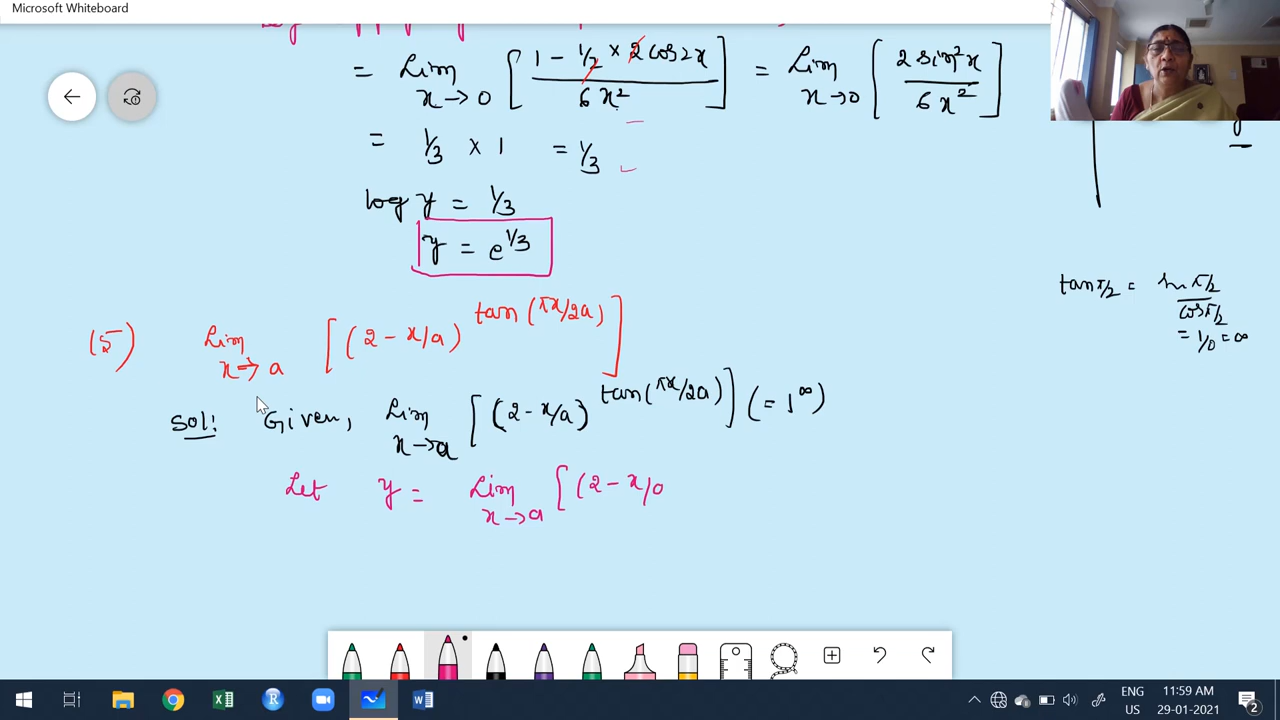 Microsoft Whiteboard
= Lim x→0 [ (1 - 1/2 × 2 cos2x) / 6x² ] = Lim x→0 [ 2 sin²x / 6x² ]
= 1/3 × 1 = 1/3
log y = 1/3
y = e^{1/3}
tan π/2 = sin π/2 / cos π/2
= 1/0 = ∞
(5) Lim x→a [ (2 - x/a)^{tan(πx/2a)} ]
Sol: Given, Lim x→a [ (2 - x/a)^{tan(πx/2a)} ] (= 1^∞)
Let y = Lim x→a [ (2 - x/
ENG
US
11:59 AM
29-01-2021
2